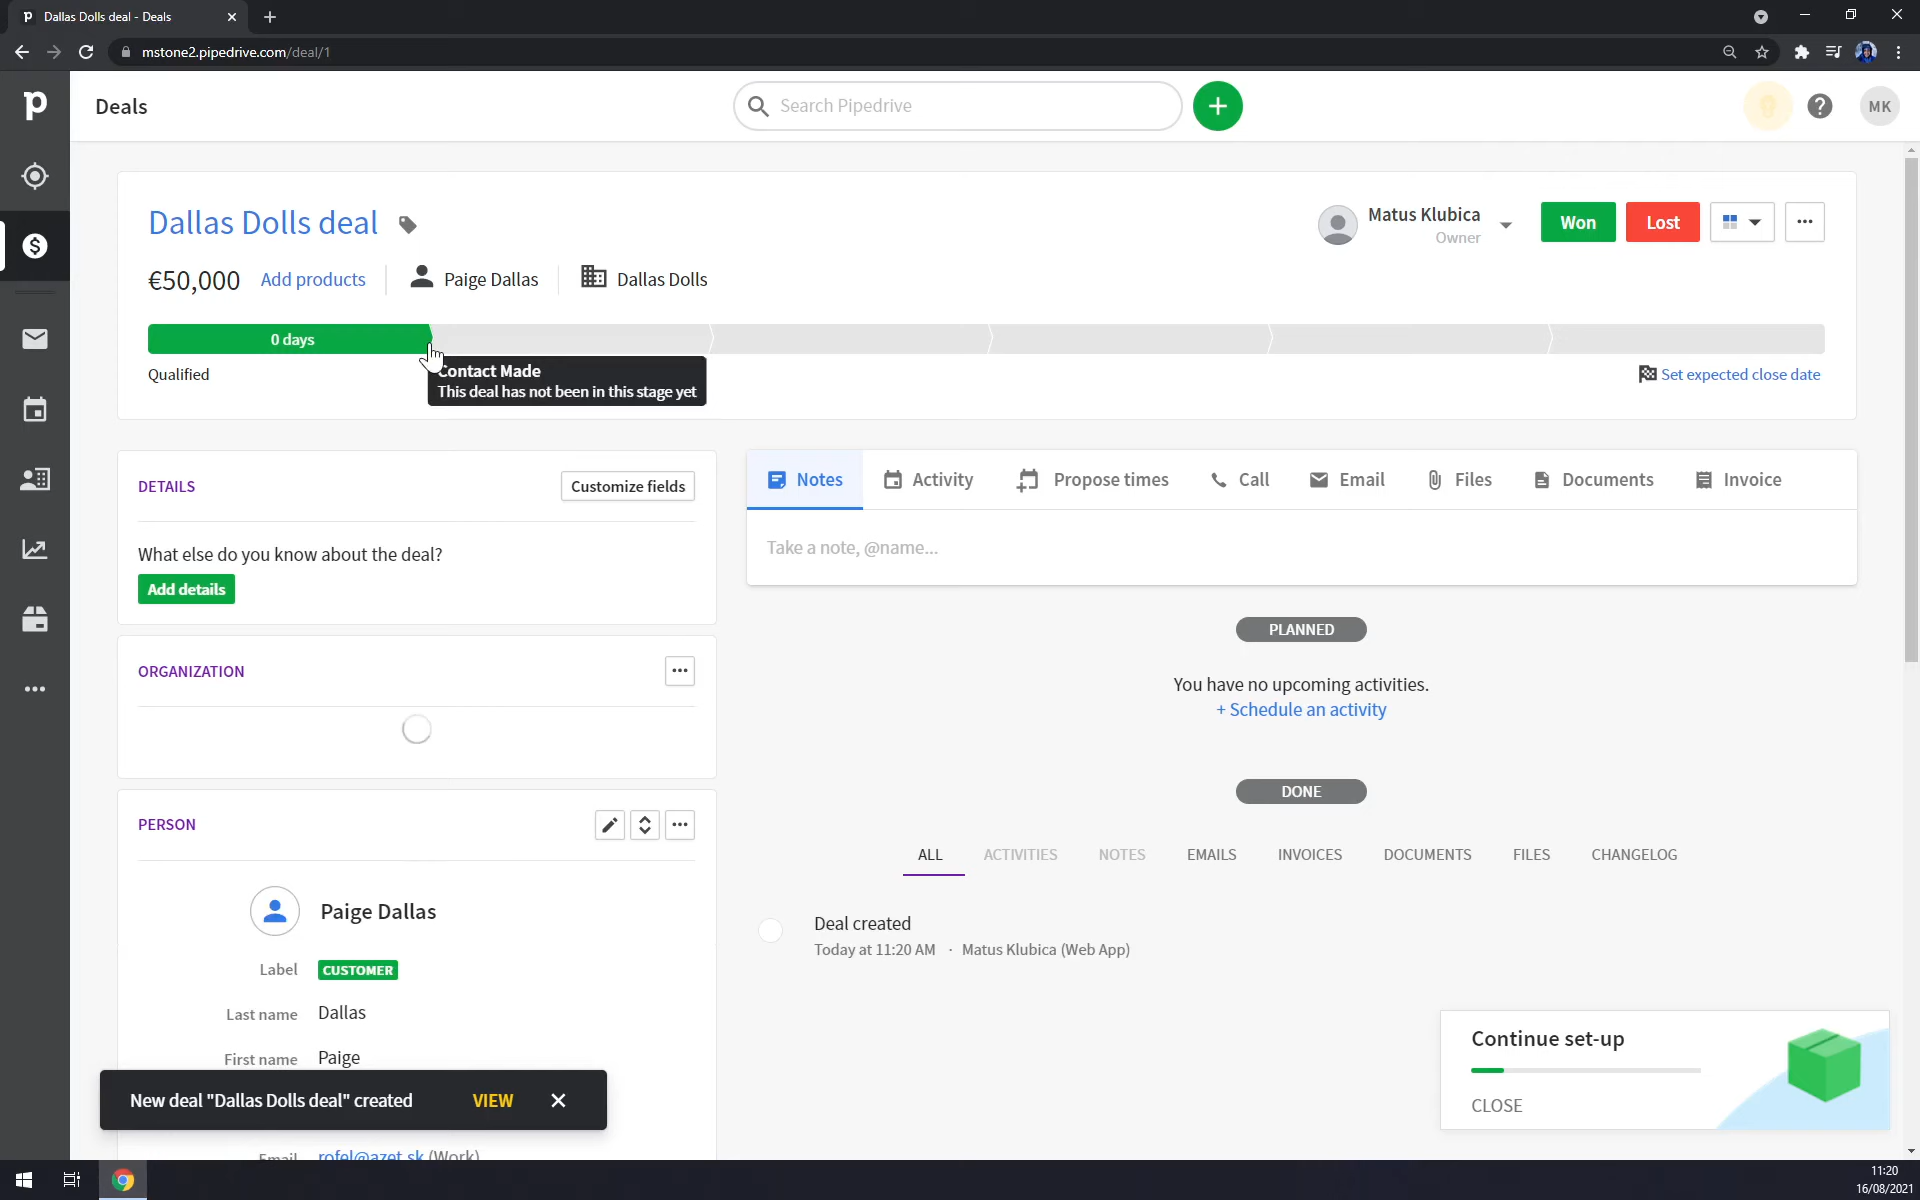 Dallas Dolls deal - Deals
mstone2.pipedrive.com/deal/1
Deals
Search Pipedrive
MK
Dallas Dolls deal
Matus Klubica
Owner
Won
Lost
€50,000
Add products
Paige Dallas
Dallas Dolls
0 days
Qualified
Contact Made
This deal has not been in this stage yet
Set expected close date
DETAILS
Customize fields
What else do you know about the deal?
Add details
ORGANIZATION
PERSON
Paige Dallas
Label CUSTOMER
Last name Dallas
First name Paige
Email rofel@azet.sk (Work)
Notes
Activity
Propose times
Call
Email
Files
Documents
Invoice
Take a note, @name...
PLANNED
You have no upcoming activities.
+ Schedule an activity
DONE
ALL
ACTIVITIES
NOTES
EMAILS
INVOICES
DOCUMENTS
FILES
CHANGELOG
Deal created
Today at 11:20 AM · Matus Klubica (Web App)
New deal "Dallas Dolls deal" created
VIEW
Continue set-up
CLOSE
11:20
16/08/2021